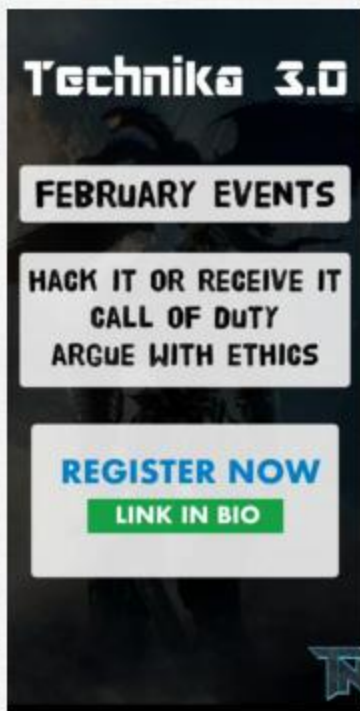 Technika 3.0
FEBRUARY EVENTS
HACK IT OR RECEIVE IT
CALL OF DUTY
ARGUE WITH ETHICS
REGISTER NOW
LINK IN BIO